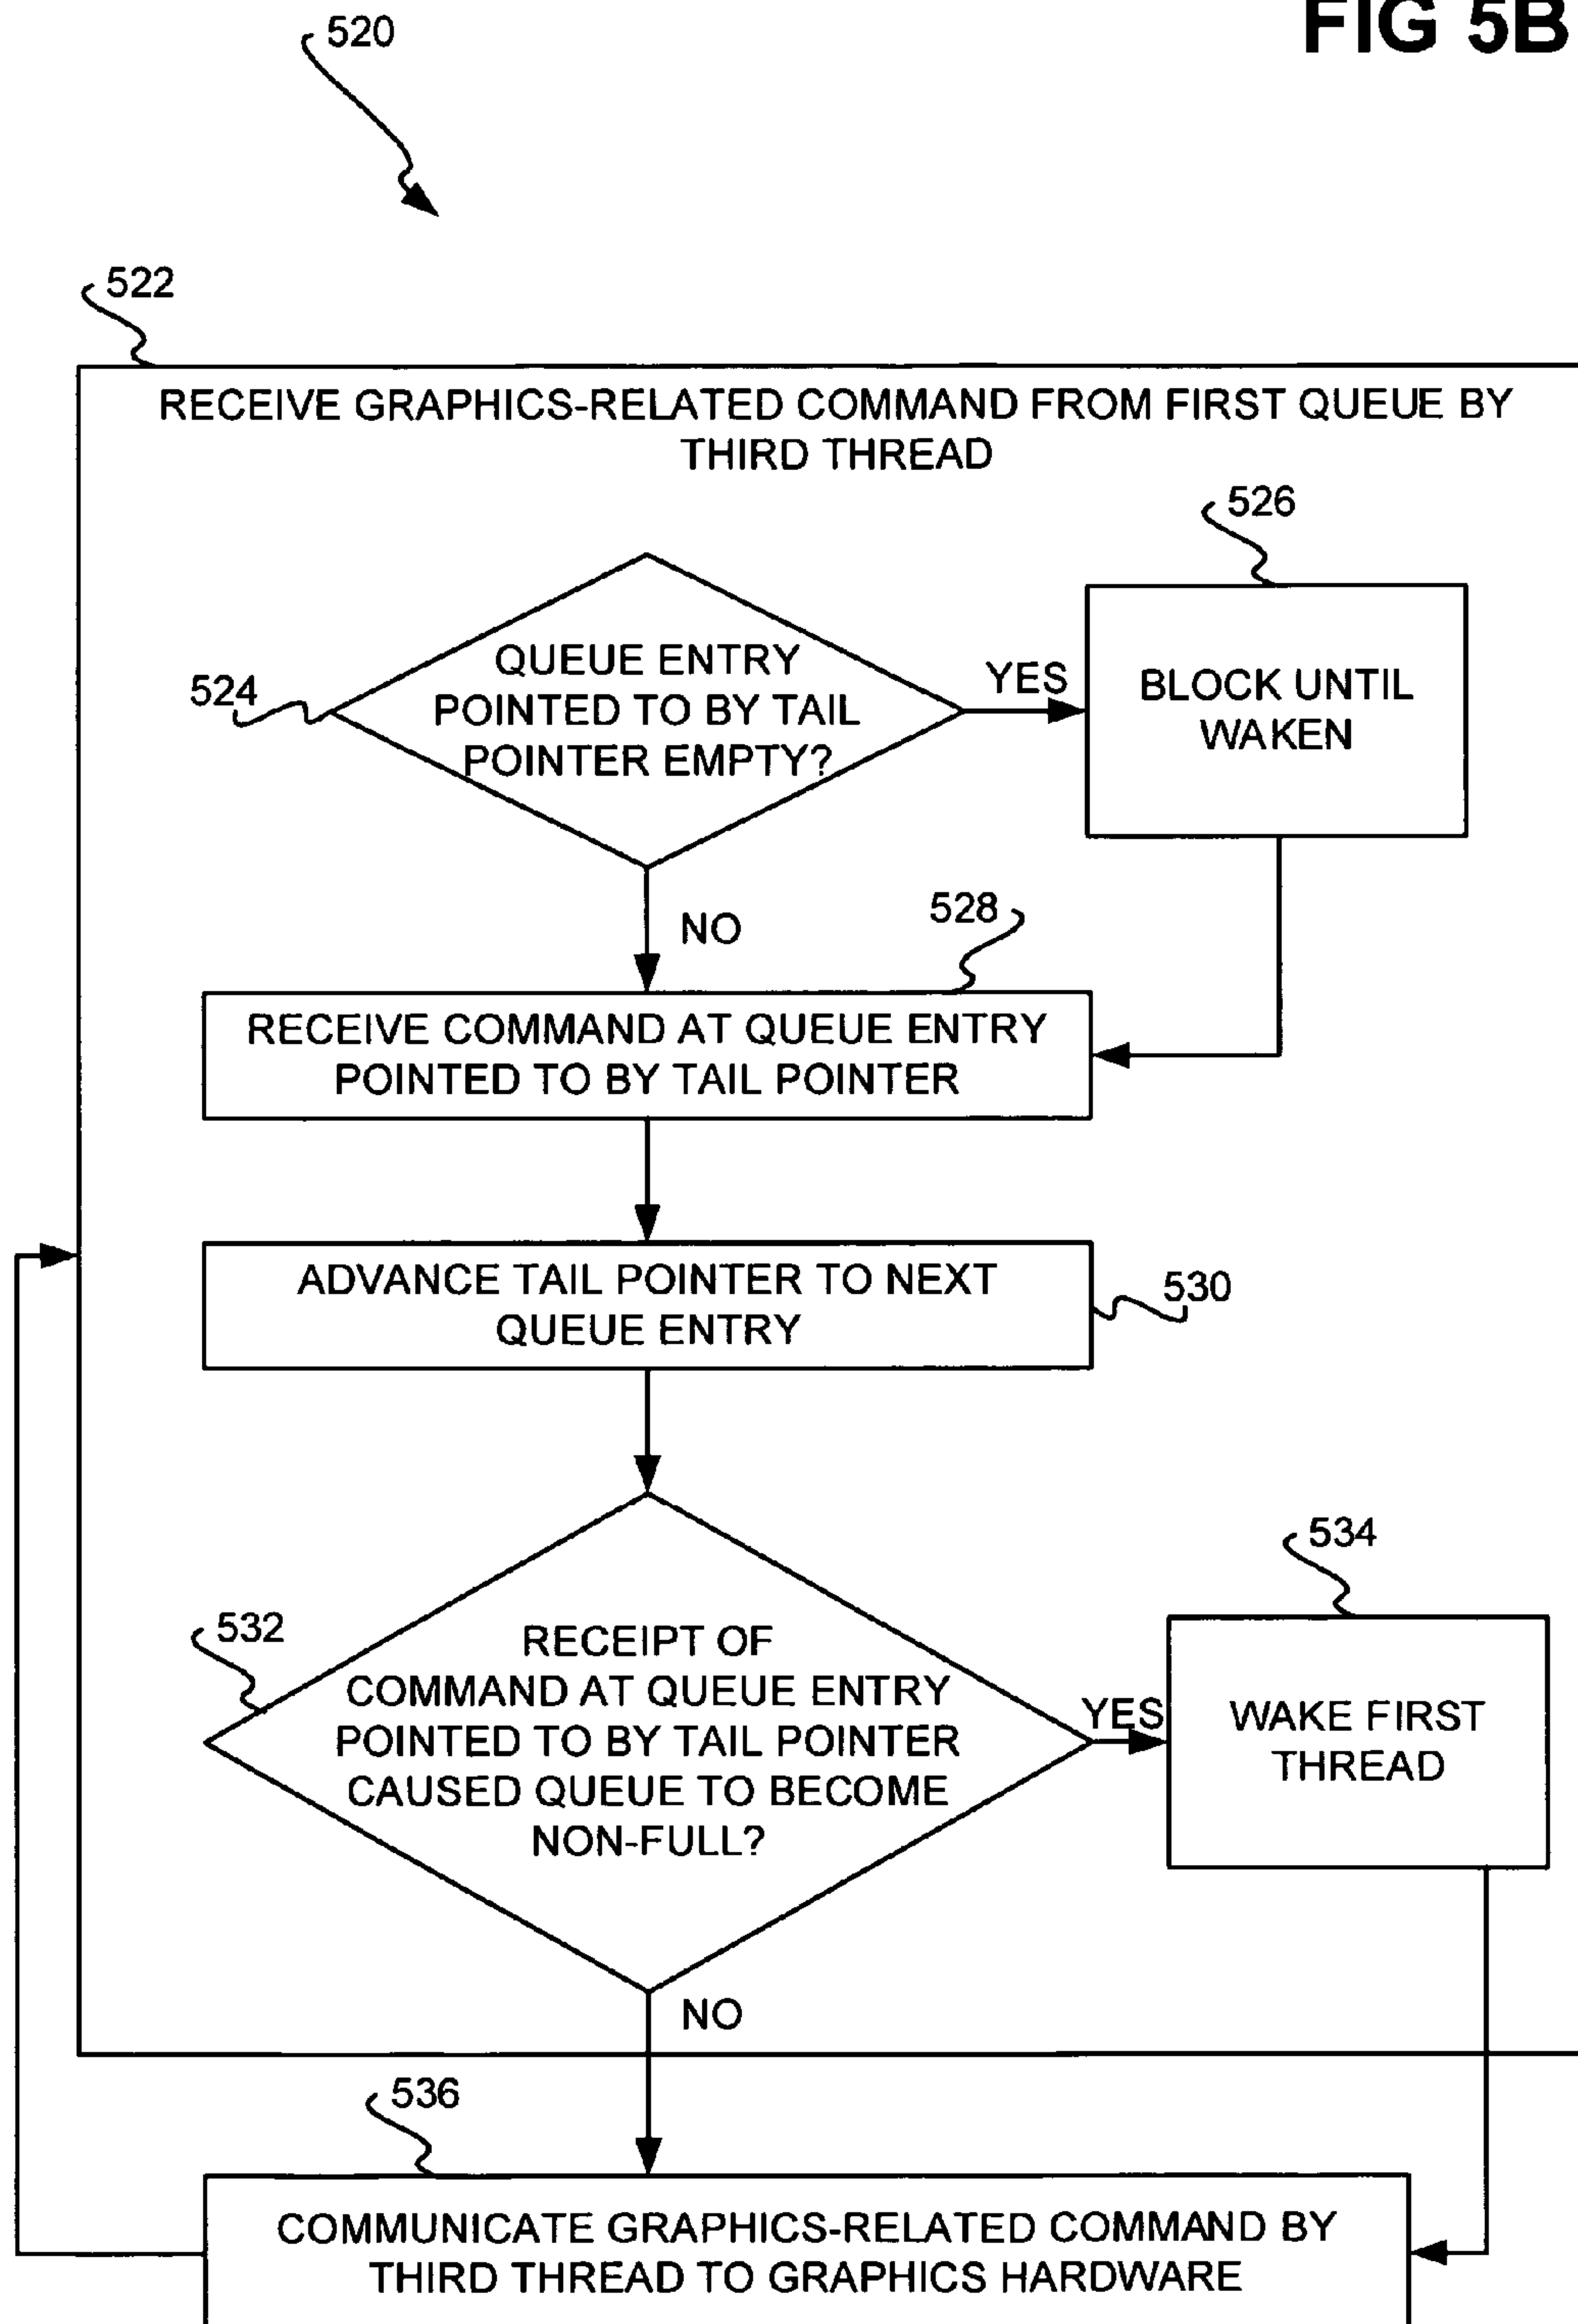 FIG 5B
520
522
RECEIVE GRAPHICS-RELATED COMMAND FROM FIRST QUEUE BY
THIRD THREAD
526
524
QUEUE ENTRY
POINTED TO BY TAIL
POINTER EMPTY?
YES
BLOCK UNTIL
WAKEN
NO
528
RECEIVE COMMAND AT QUEUE ENTRY
POINTED TO BY TAIL POINTER
ADVANCE TAIL POINTER TO NEXT
QUEUE ENTRY
530
532
RECEIPT OF
COMMAND AT QUEUE ENTRY
POINTED TO BY TAIL POINTER
CAUSED QUEUE TO BECOME
NON-FULL?
YES
534
WAKE FIRST
THREAD
NO
536
COMMUNICATE GRAPHICS-RELATED COMMAND BY
THIRD THREAD TO GRAPHICS HARDWARE